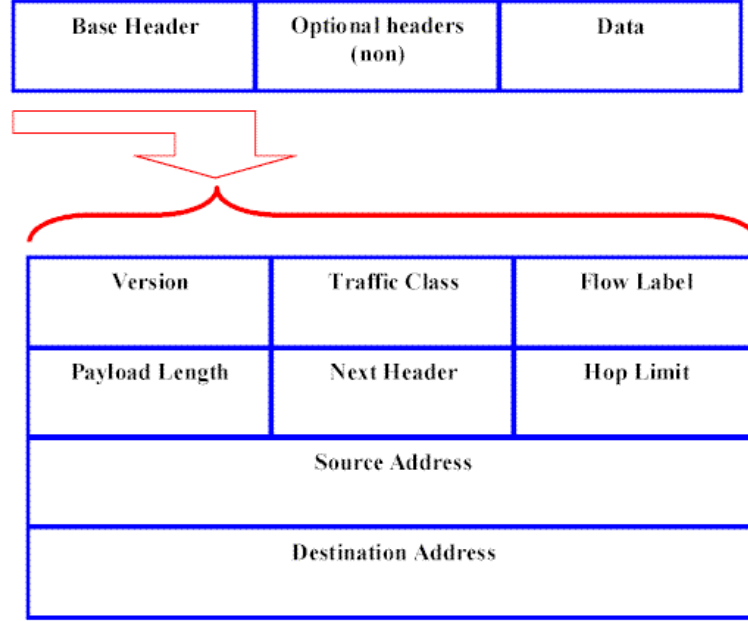 Base Header
Optional headers
(non)
Data
Version
Traffic Class
Flow Label
Payload Length
Next Header
Hop Limit
Source Address
Destination Address